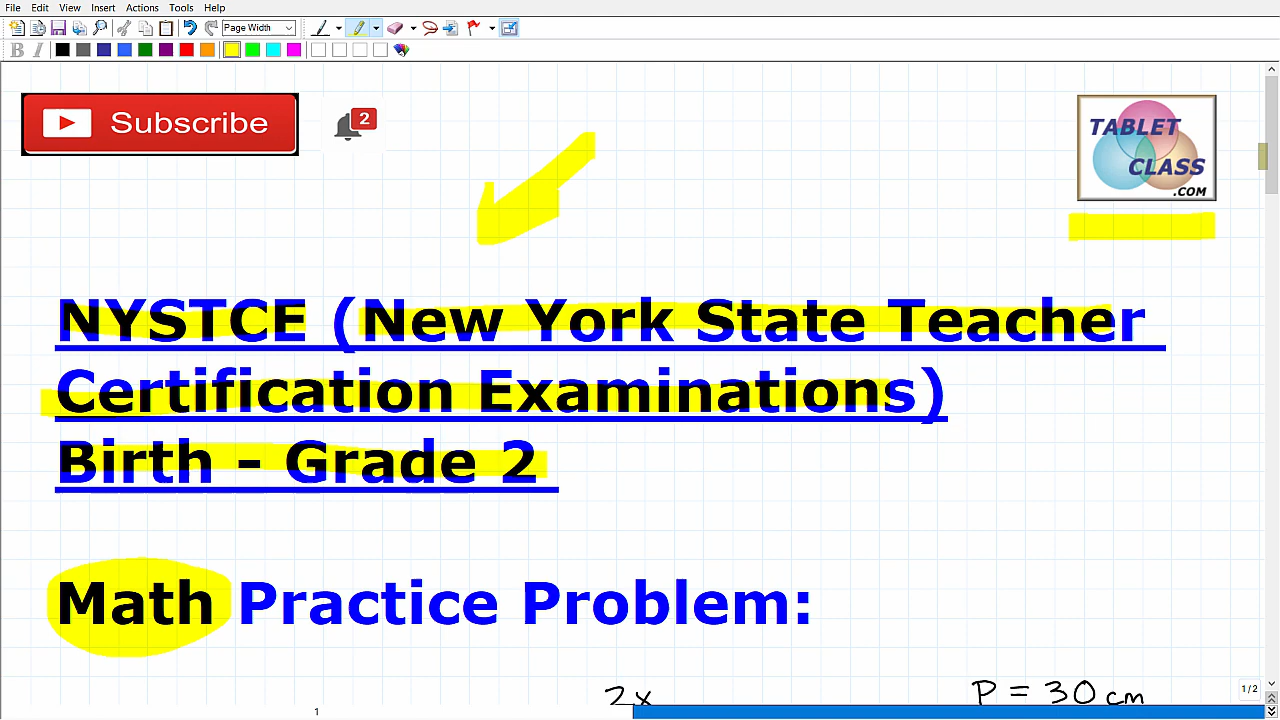 File Edit View Insert Actions Tools Help
Page Width
B I
Subscribe
2
TABLET
CLASS
.COM
NYSTCE (New York State Teacher
Certification Examinations)
Birth - Grade 2
Math Practice Problem:
2x
P = 30 cm
1/2
1